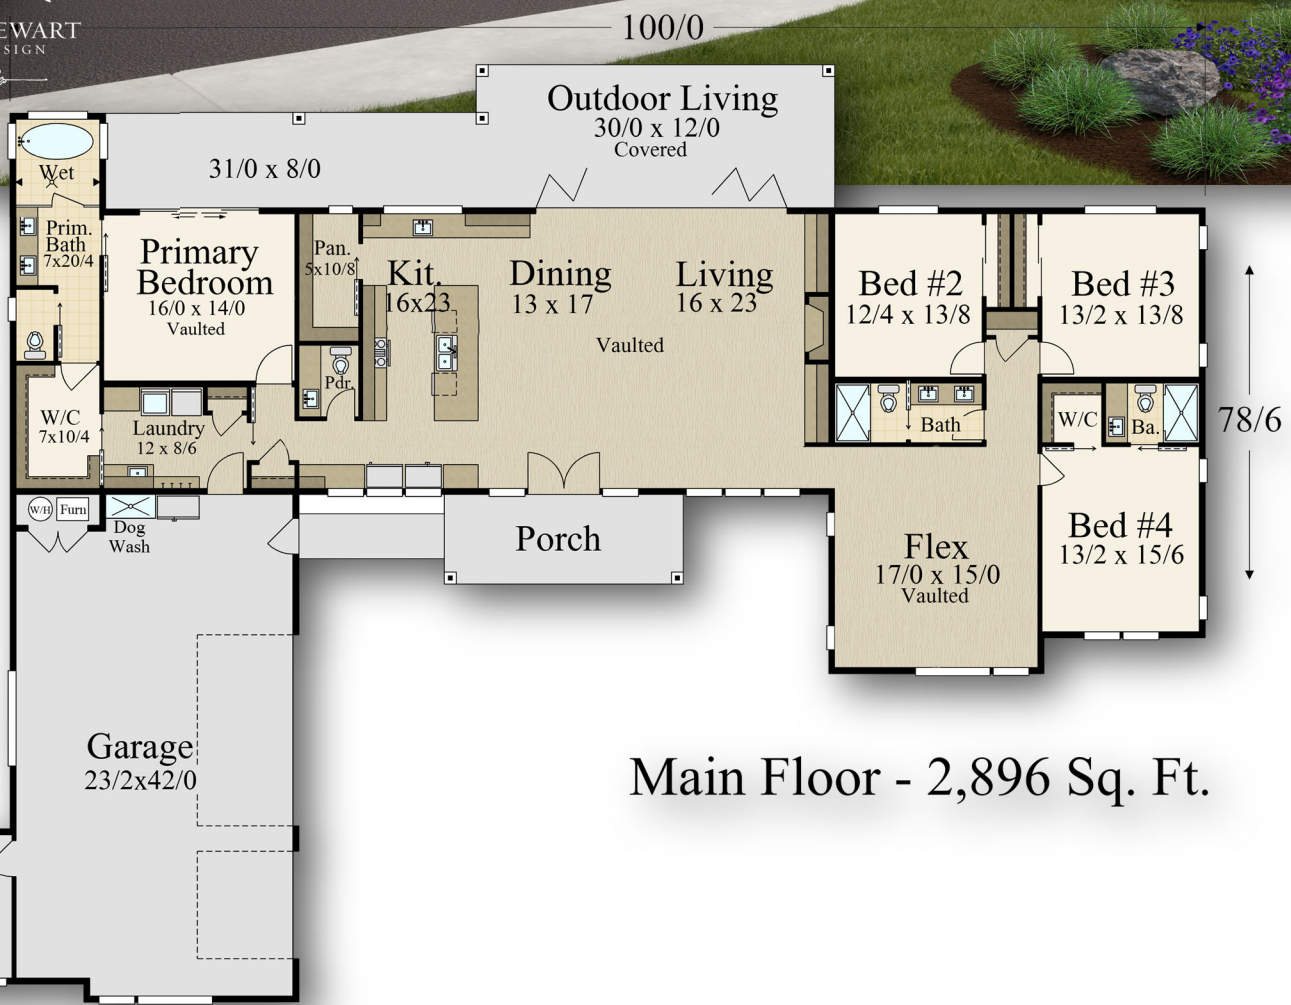 EWART
SIGN
100/0
Outdoor Living
30/0 x 12/0
Covered
31/0 x 8/0
Wet
Prim.
Bath
7x20/4
Primary
Bedroom
16/0 x 14/0
Vaulted
Pan.
5x10/8
Kit.
16x23
Dining
13 x 17
Living
16 x 23
Vaulted
Bed #2
12/4 x 13/8
Bed #3
13/2 x 13/8
Pdr.
W/C
7x10/4
Laundry
12 x 8/6
Bath
W/C
Ba.
78/6
W/H
Furn
Dog
Wash
Porch
Flex
17/0 x 15/0
Vaulted
Bed #4
13/2 x 15/6
Garage
23/2x42/0
Main Floor - 2,896 Sq. Ft.